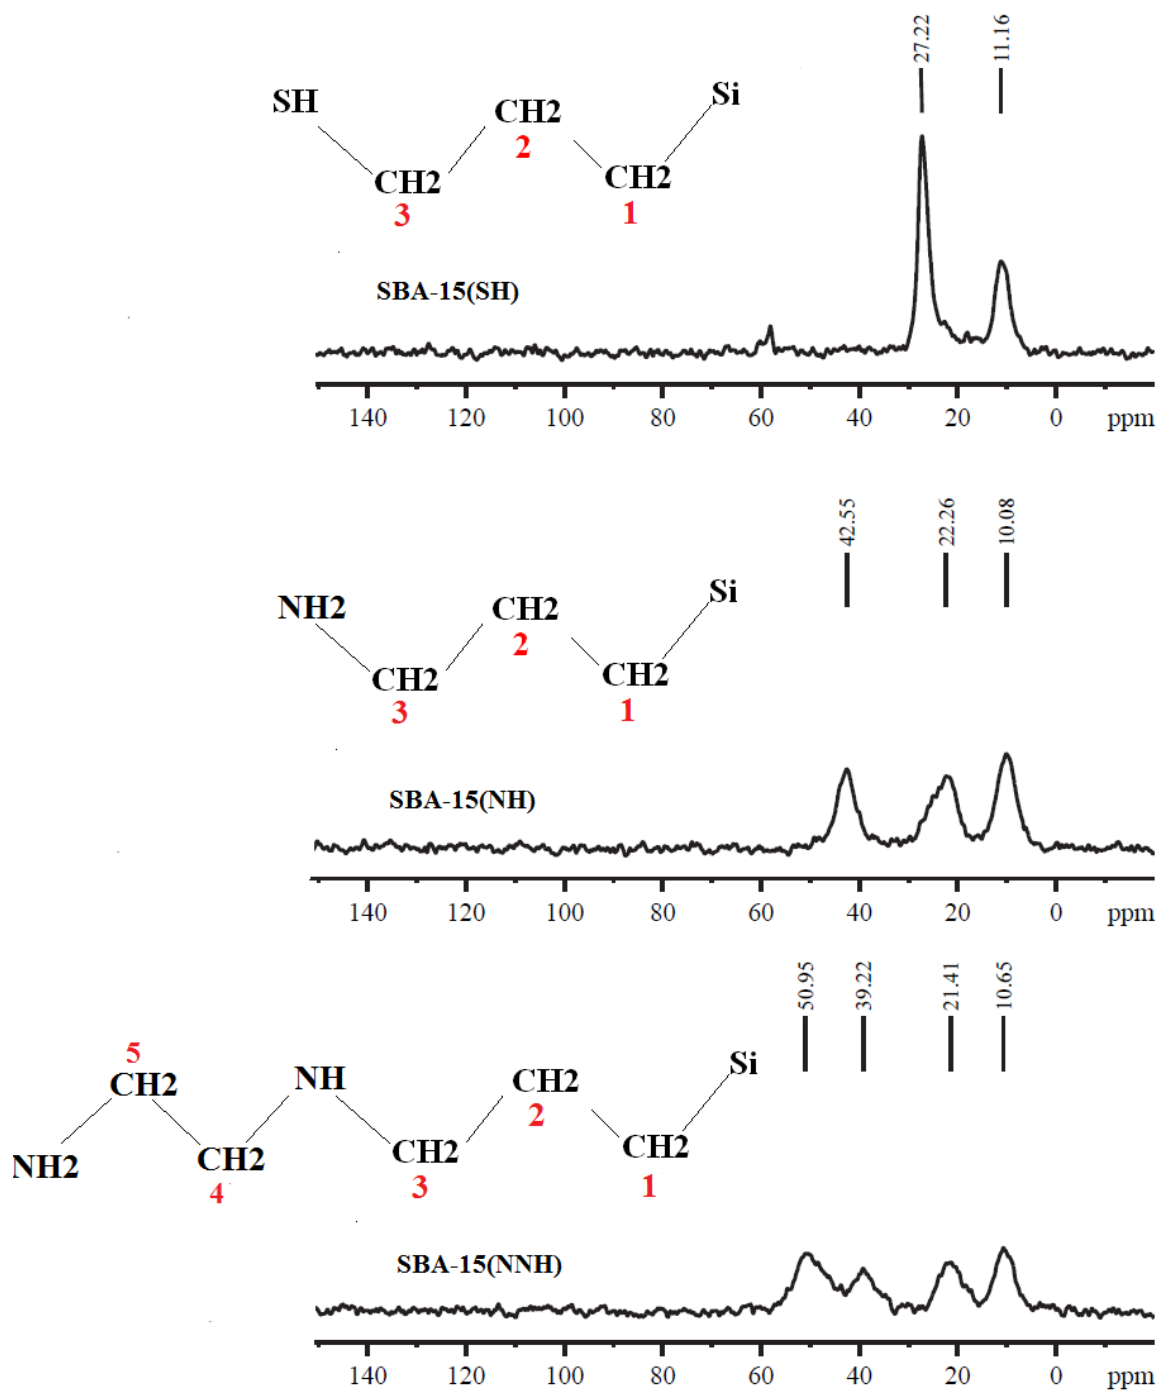 27.22
11.16
SH
CH2
Si
2
CH2
CH2
3
1
SBA-15(SH)
140 120 100 80 60 40 20 0 ppm
42.55
22.26
10.08
NH2
CH2
Si
2
CH2
CH2
3
1
SBA-15(NH)
140 120 100 80 60 40 20 0 ppm
50.95
39.22
21.41
10.65
5
CH2
NH
CH2
Si
2
NH2
CH2
CH2
CH2
4
3
1
SBA-15(NNH)
140 120 100 80 60 40 20 0 ppm